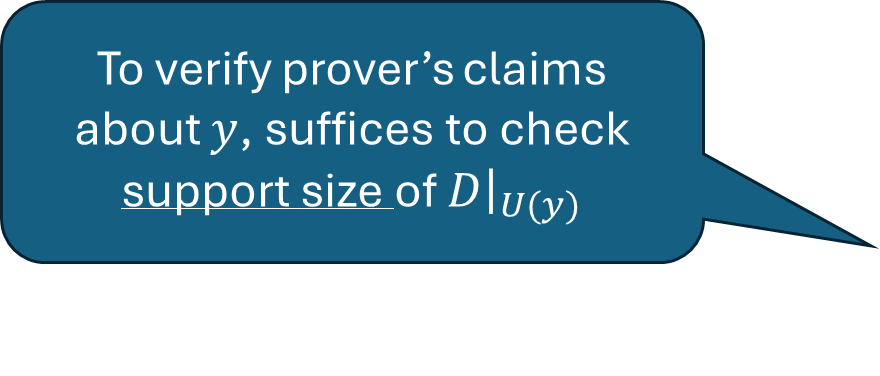 To verify prover’s claims
about 𝑦, suffices to check
support size of 𝐷|𝑈(𝑦)